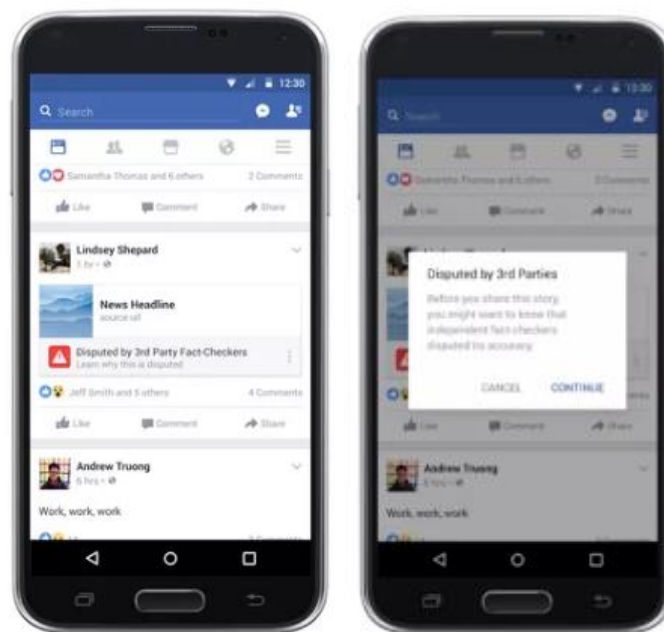 12:30
Search
Samantha Thomas and 6 others 2 Comments
Like Comment Share
Lindsey Shepard
1 hr
News Headline
source url
Disputed by 3rd Party Fact-Checkers
Learn why this is disputed
Jeff Smith and 5 others 4 Comments
Like Comment Share
Andrew Truong
6 hrs
Work, work, work
12:30
Search
Samantha Thomas and 6 others 2 Comments
Like Comment Share
Disputed by 3rd Parties
Before you share this story,
you might want to know that
independent fact-checkers
disputed its accuracy.
CANCEL CONTINUE
Like Comment Share
Andrew Truong
6 hrs
Work, work, work